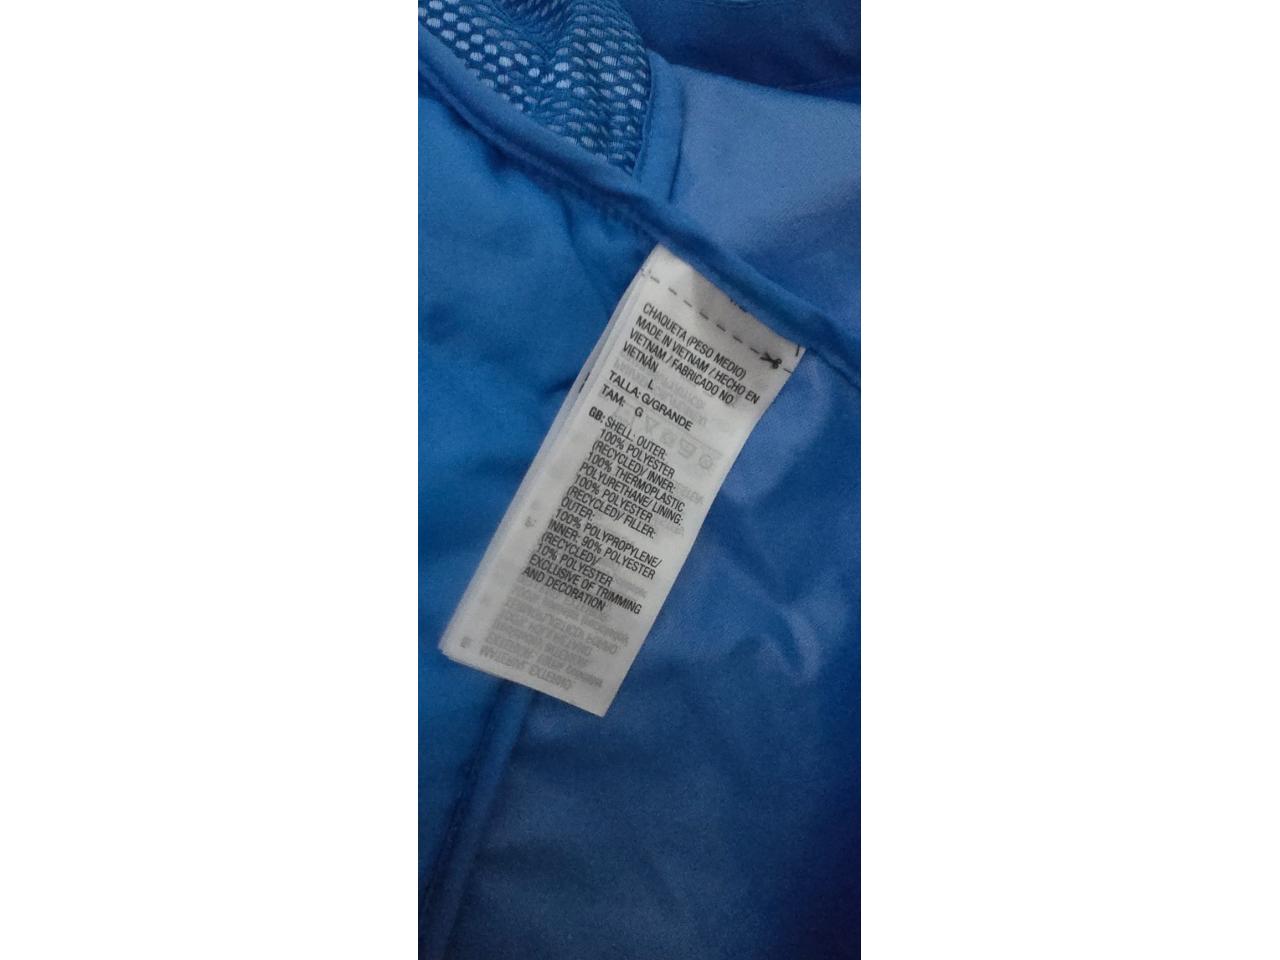 CHAQUETA (PESO MEDIO)
MADE IN VIETNAM / HECHO EN
VIETNAM / FABRICADO NO
VIETNÃN
L
TALLA: G/GRANDE
TAM: G
GB: SHELL: OUTER:
100% POLYESTER
(RECYCLED)/ INNER:
100% THERMOPLASTIC
POLYURETHANE/ LINING:
100% POLYESTER
(RECYCLED)/ FILLER:
OUTER:
100% POLYPROPYLENE/
INNER: 90% POLYESTER
(RECYCLED)/
10% POLYESTER
EXCLUSIVE OF TRIMMING
AND DECORATION